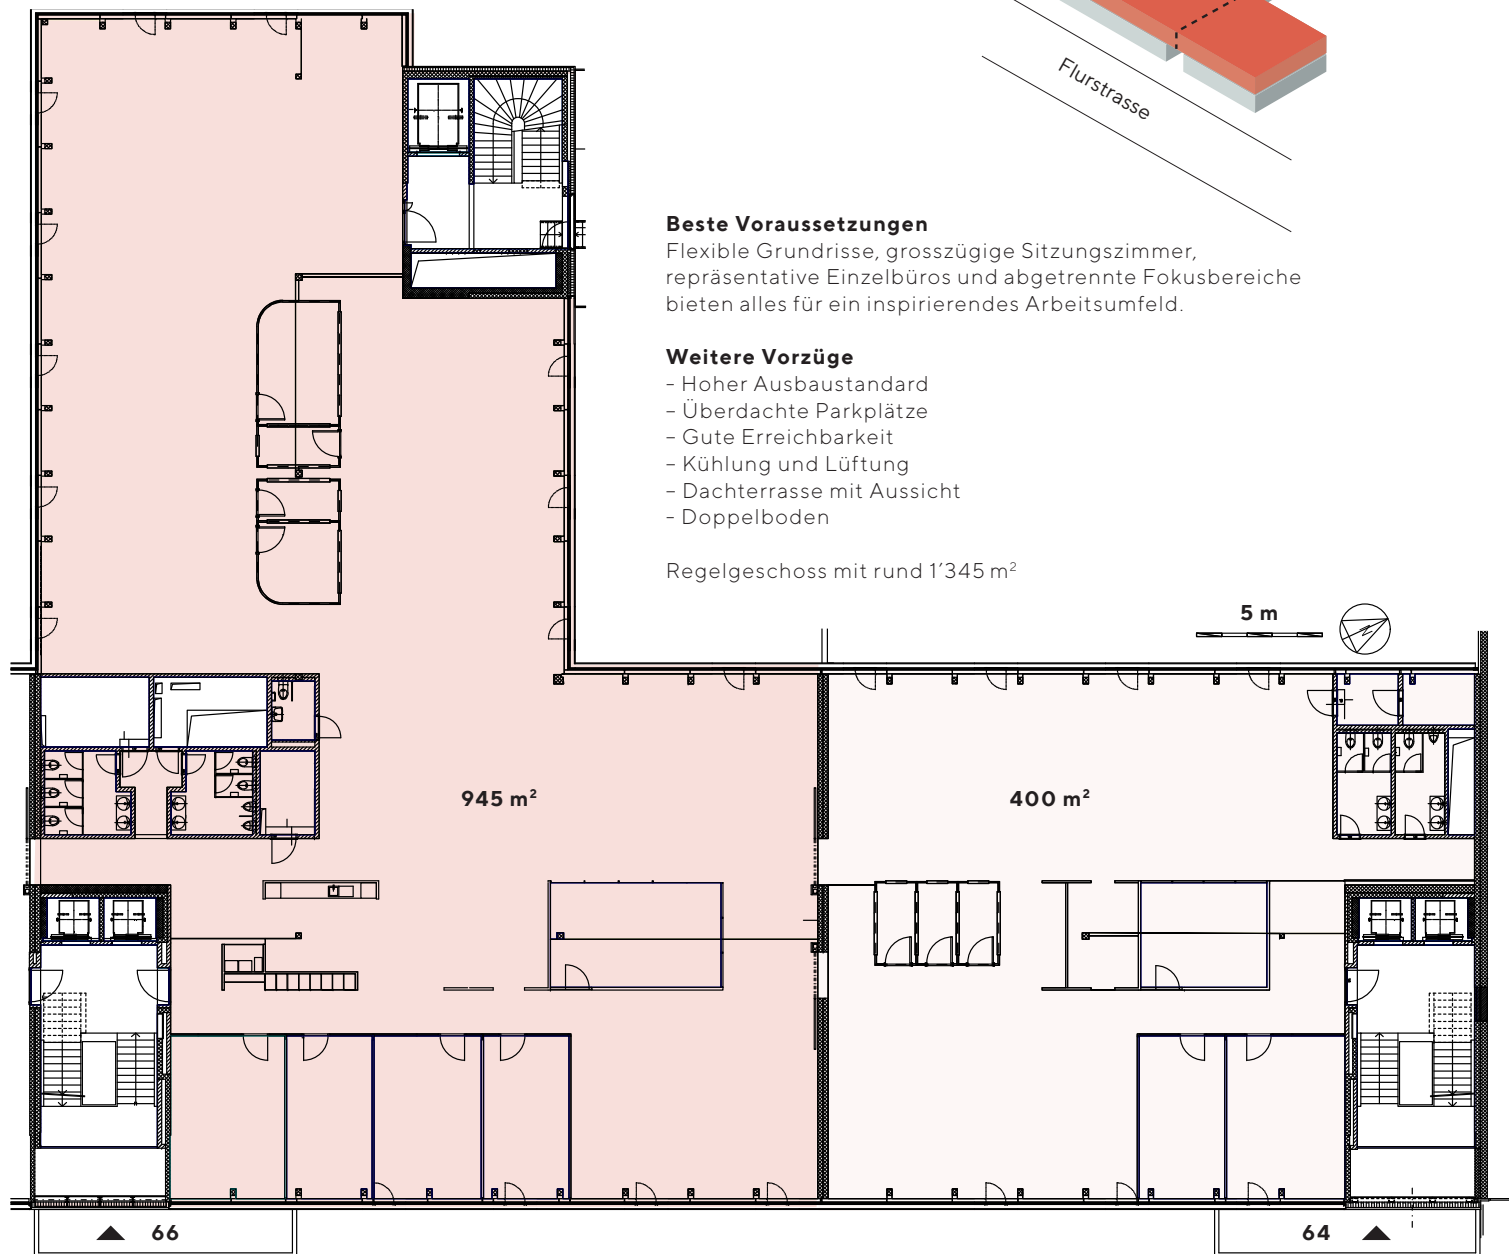 Flurstrasse
Beste Voraussetzungen
Flexible Grundrisse, grosszügige Sitzungszimmer,
repräsentative Einzelbüros und abgetrennte Fokusbereiche
bieten alles für ein inspirierendes Arbeitsumfeld.
Weitere Vorzüge
– Hoher Ausbaustandard
– Überdachte Parkplätze
– Gute Erreichbarkeit
– Kühlung und Lüftung
– Dachterrasse mit Aussicht
– Doppelboden
Regelgeschoss mit rund 1’345 m²
5 m
N
945 m²
400 m²
66
64